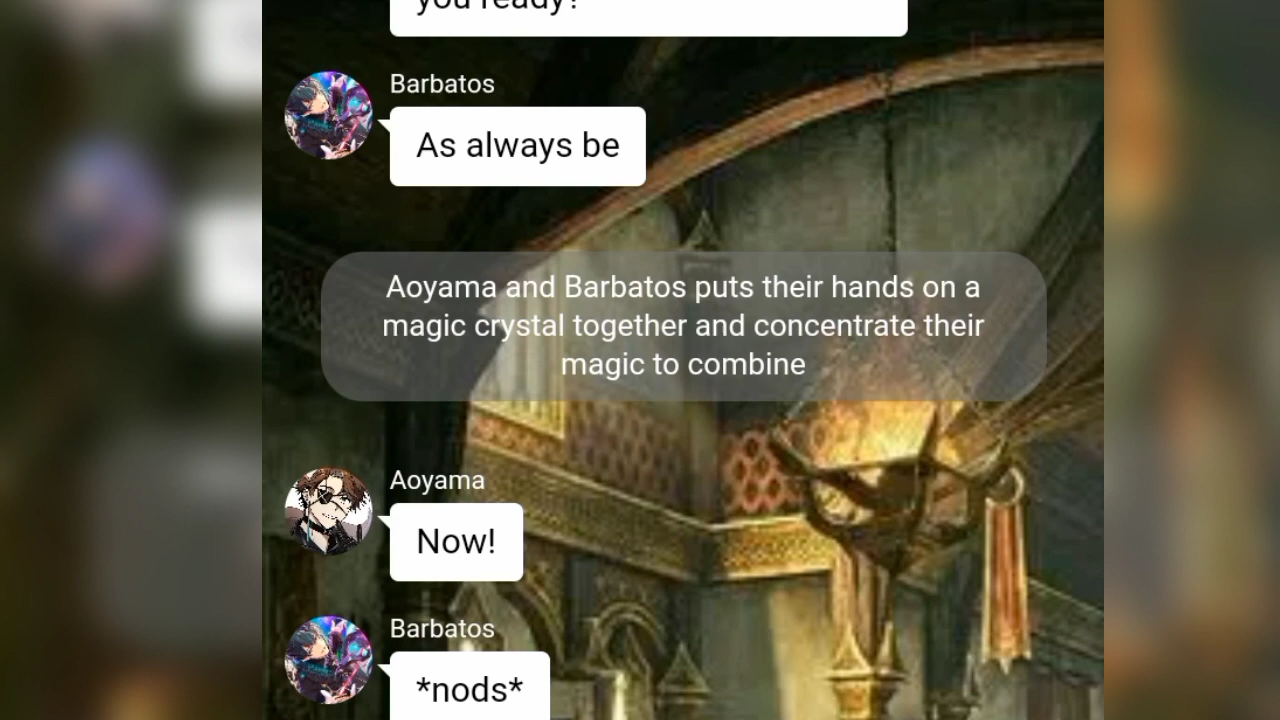 you ready?
Barbatos
As always be
Aoyama and Barbatos puts their hands on a
magic crystal together and concentrate their
magic to combine
Aoyama
Now!
Barbatos
*nods*